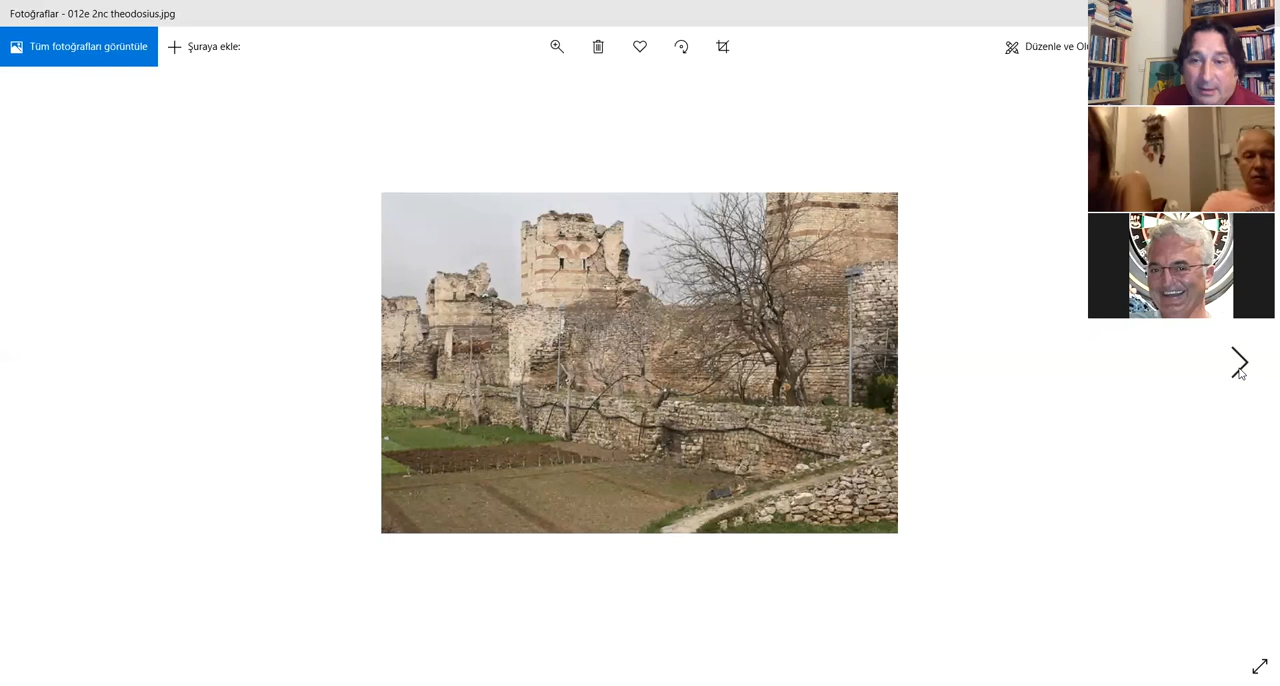 Fotoğraflar - 012e 2nc theodosius.jpg
Tüm fotoğrafları görüntüle
Şuraya ekle:
Düzenle ve Ol